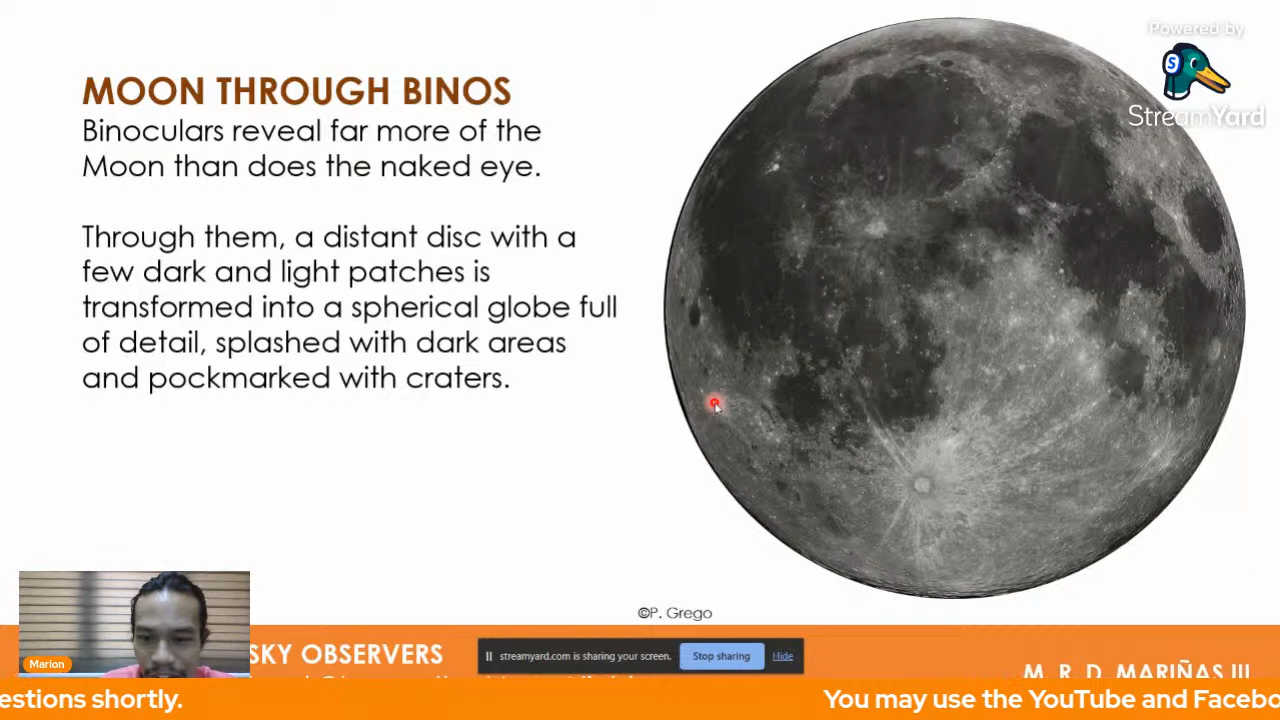 MOON THROUGH BINOS
Binoculars reveal far more of the
Moon than does the naked eye.
Through them, a distant disc with a
few dark and light patches is
transformed into a spherical globe full
of detail, splashed with dark areas
and pockmarked with craters.
Powered by
S
StreamYard
©P. Grego
Marlon
SKY OBSERVERS
streamyard.com is sharing your screen.
Stop sharing
Hide
M. R. D. MARIÑAS III
estions shortly.
You may use the YouTube and Facebo